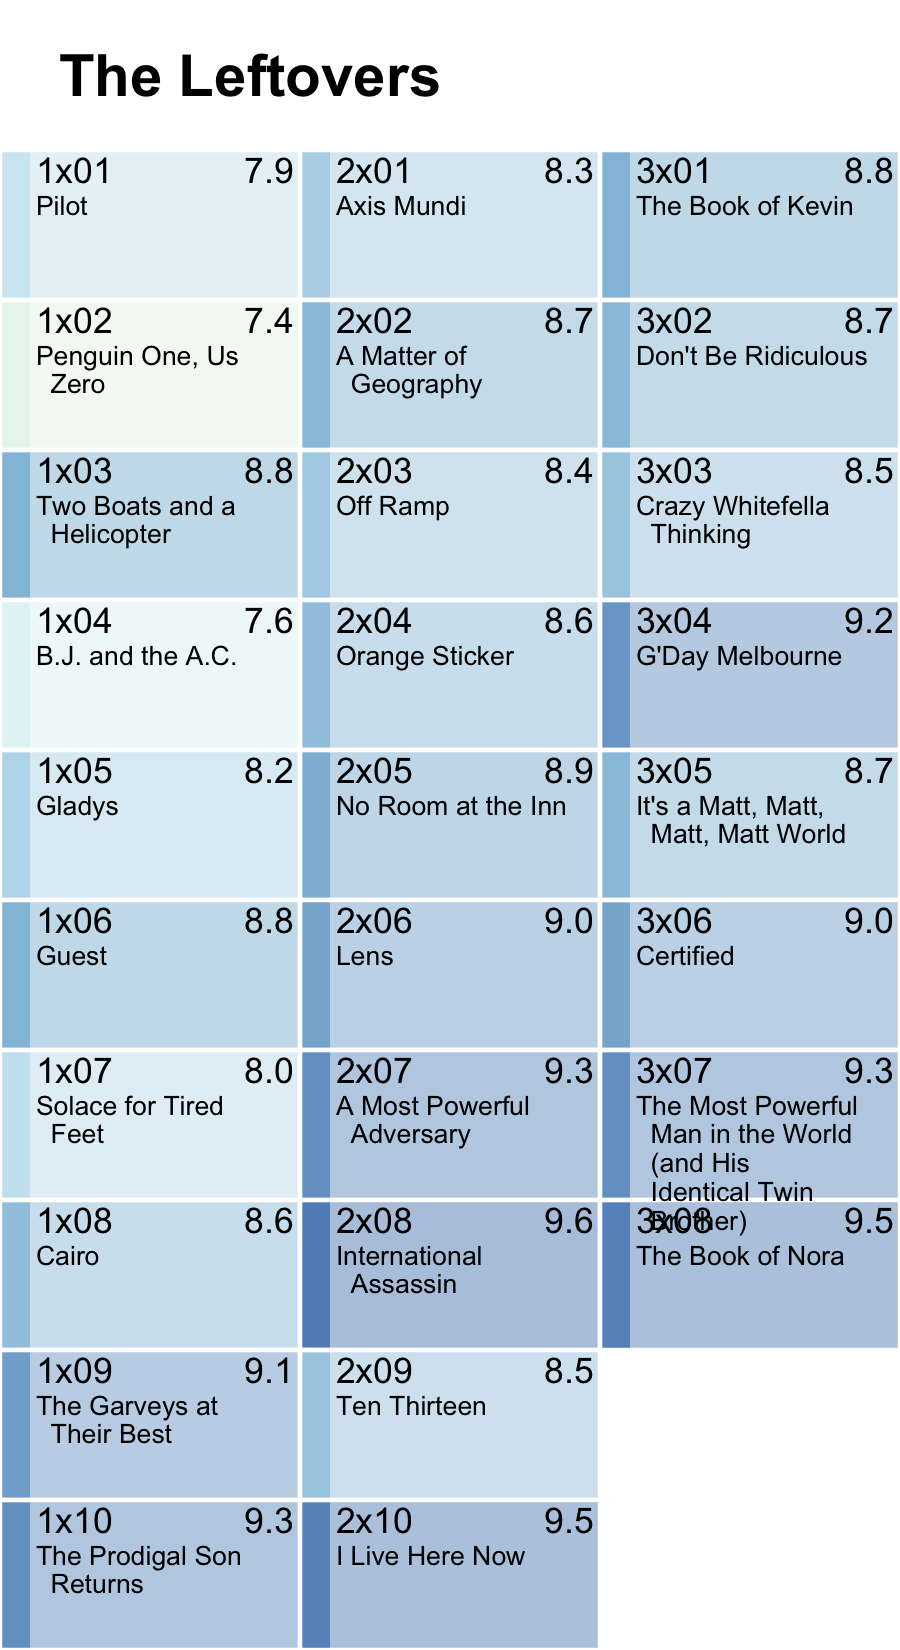 The Leftovers
1x01 7.9
Pilot
1x02 7.4
Penguin One, Us
Zero
1x03 8.8
Two Boats and a
Helicopter
1x04 7.6
B.J. and the A.C.
1x05 8.2
Gladys
1x06 8.8
Guest
1x07 8.0
Solace for Tired
Feet
1x08 8.6
Cairo
1x09 9.1
The Garveys at
Their Best
1x10 9.3
The Prodigal Son
Returns
2x01 8.3
Axis Mundi
2x02 8.7
A Matter of
Geography
2x03 8.4
Off Ramp
2x04 8.6
Orange Sticker
2x05 8.9
No Room at the Inn
2x06 9.0
Lens
2x07 9.3
A Most Powerful
Adversary
2x08 9.6
International
Assassin
2x09 8.5
Ten Thirteen
2x10 9.5
I Live Here Now
3x01 8.8
The Book of Kevin
3x02 8.7
Don't Be Ridiculous
3x03 8.5
Crazy Whitefella
Thinking
3x04 9.2
G'Day Melbourne
3x05 8.7
It's a Matt, Matt,
Matt, Matt World
3x06 9.0
Certified
3x07 9.3
The Most Powerful
Man in the World
(and His
Identical Twin
Brother)
3x08 9.5
The Book of Nora